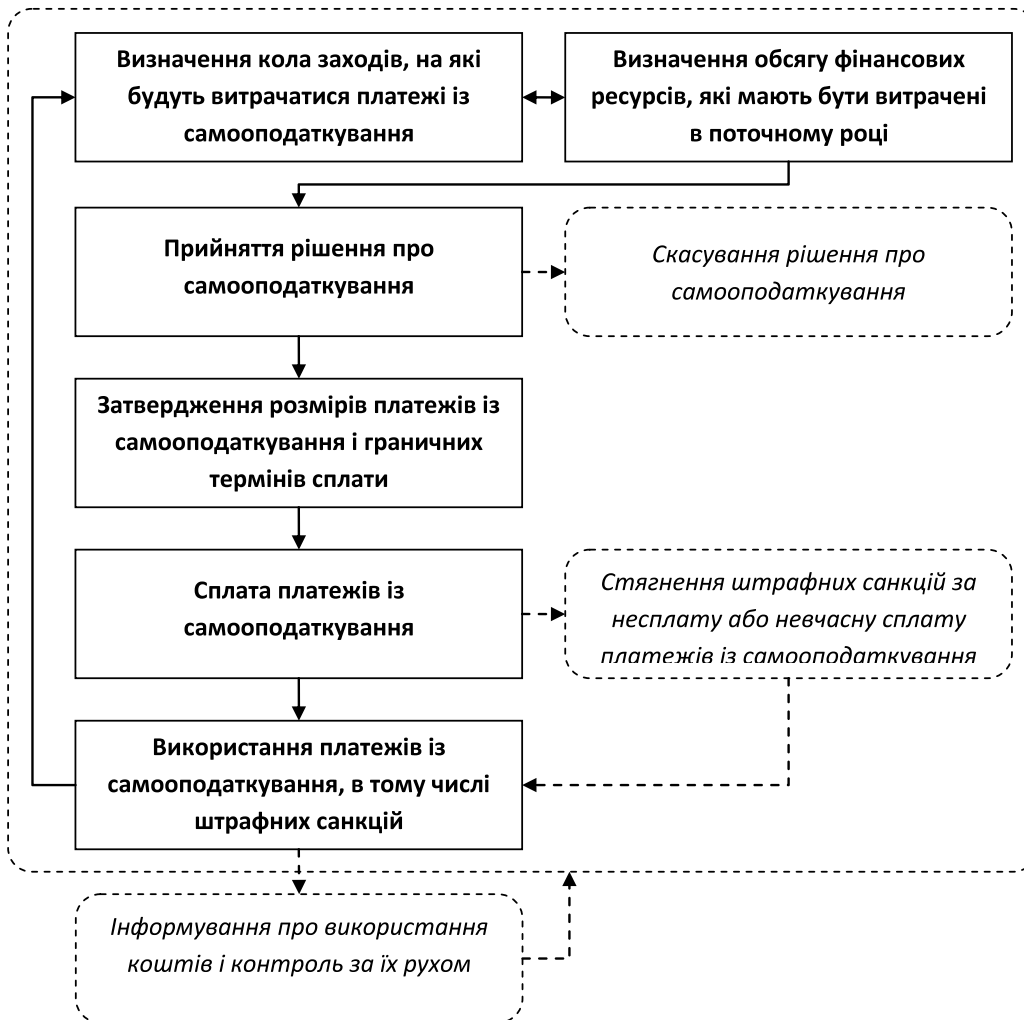 Визначення кола заходів, на які
будуть витрачатися платежі із
самооподаткування
Визначення обсягу фінансових
ресурсів, які мають бути витрачені
в поточному році
Прийняття рішення про
самооподаткування
Скасування рішення про
самооподаткування
Затвердження розмірів платежів із
самооподаткування і граничних
термінів сплати
Сплата платежів із
самооподаткування
Стягнення штрафних санкцій за
несплату або невчасну сплату
платежів із самооподаткування
Використання платежів із
самооподаткування, в тому числі
штрафних санкцій
Інформування про використання
коштів і контроль за їх рухом